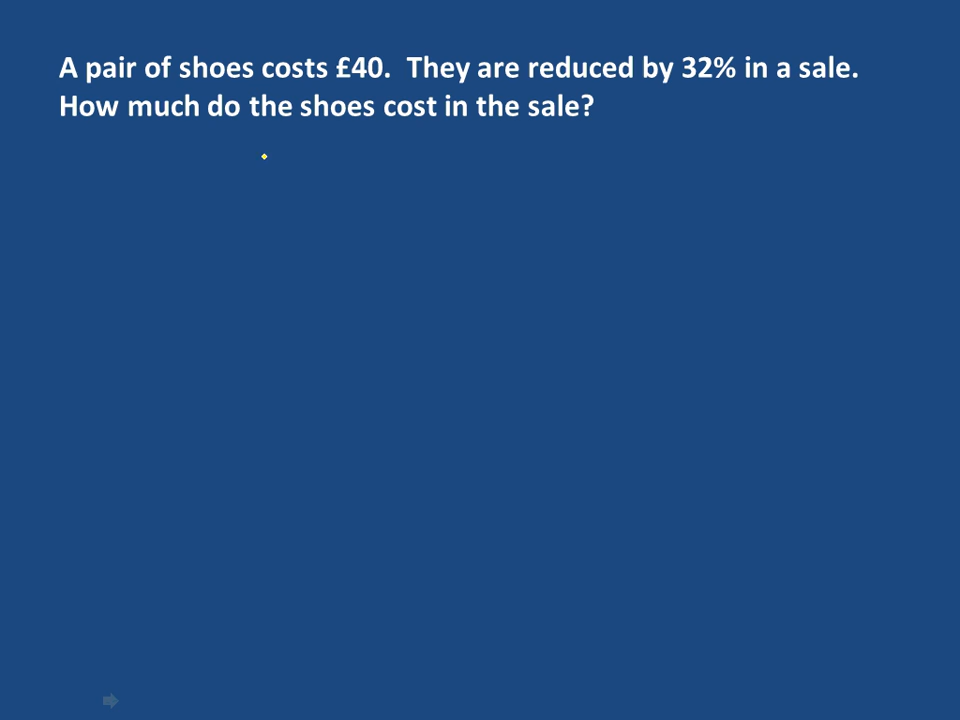 A pair of shoes costs £40.  They are reduced by 32% in a sale.
How much do the shoes cost in the sale?